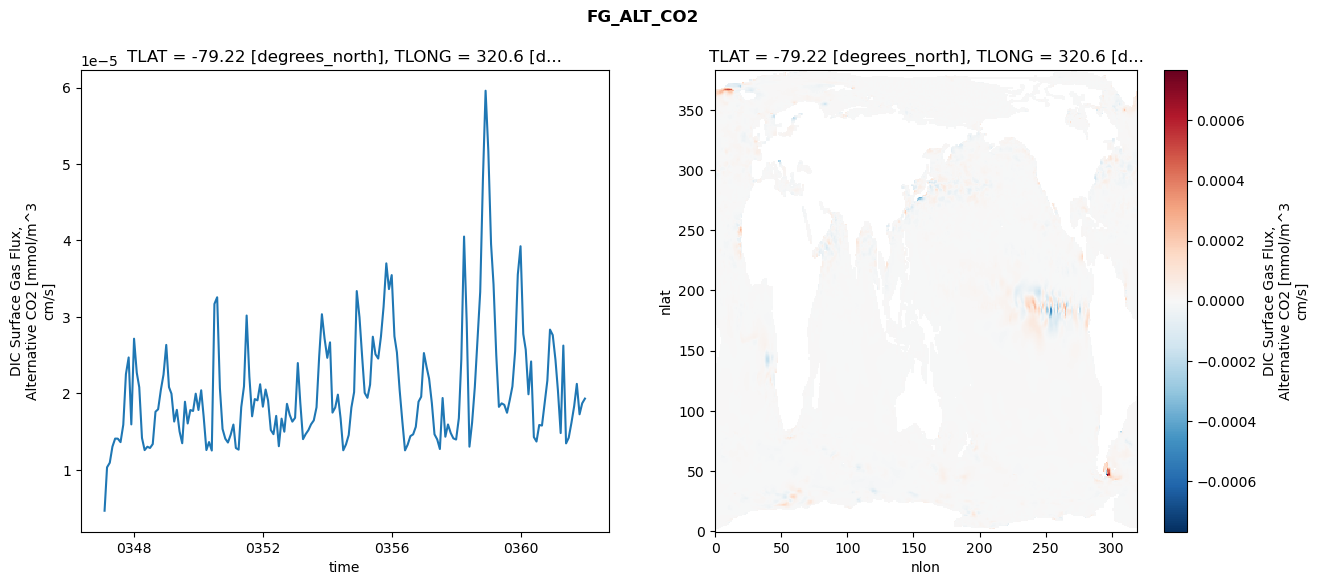 FG_ALT_CO2
TLAT = -79.22 [degrees_north], TLONG = 320.6 [d...
1e−5
6
5
4
3
2
1
0348
0352
0356
0360
time
DIC Surface Gas Flux,
Alternative CO2 [mmol/m^3
cm/s]
TLAT = -79.22 [degrees_north], TLONG = 320.6 [d...
350
300
250
200
150
100
50
0
0
50
100
150
200
250
300
nlon
nlat
0.0006
0.0004
0.0002
0.0000
−0.0002
−0.0004
−0.0006
DIC Surface Gas Flux,
Alternative CO2 [mmol/m^3
cm/s]